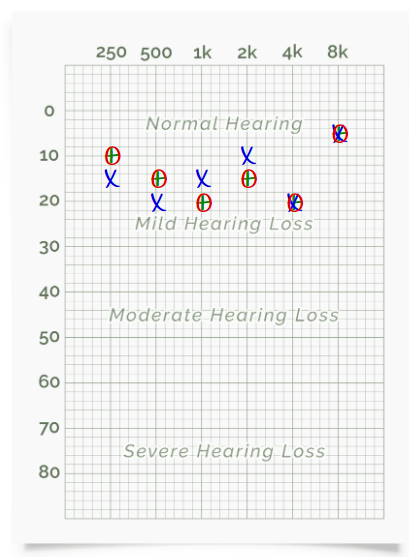 250 500 1k 2k 4k 8k
0
Normal Hearing
10
20
Mild Hearing Loss
30
40
Moderate Hearing Loss
50
60
70
Severe Hearing Loss
80